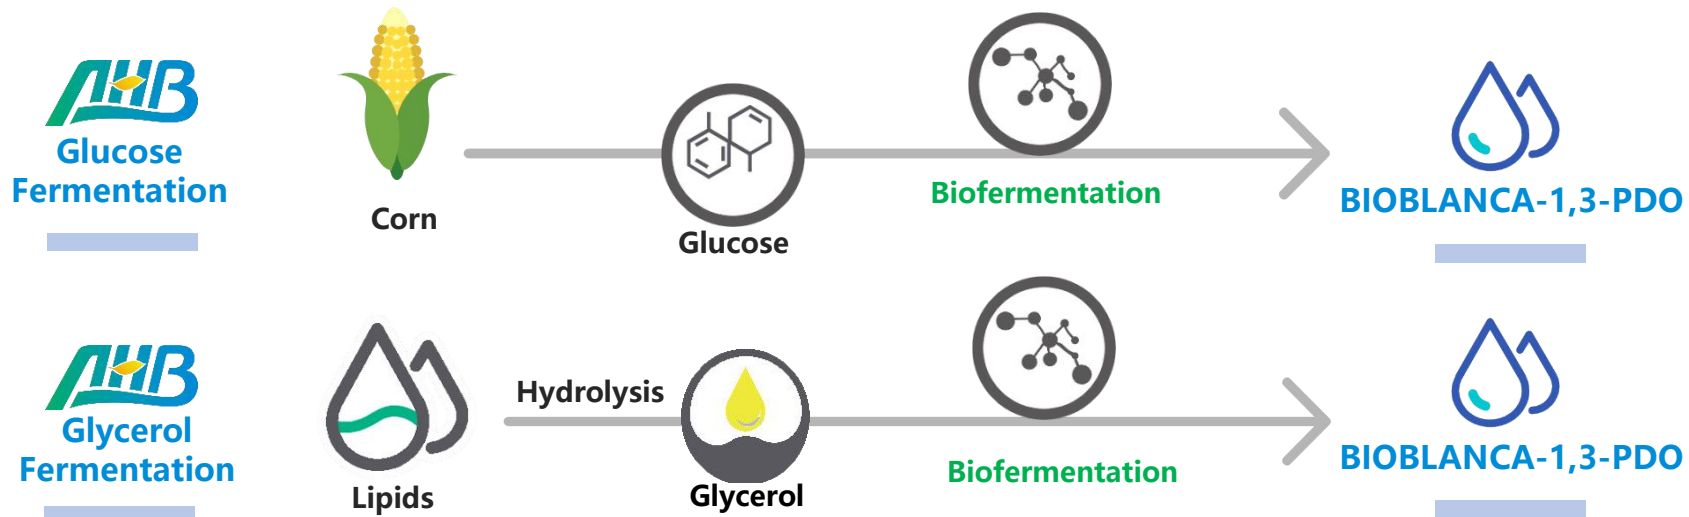 AHB
Glucose
Fermentation
Corn
Glucose
Biofermentation
BIOBLANCA-1,3-PDO
AHB
Glycerol
Fermentation
Lipids
Hydrolysis
Glycerol
Biofermentation
BIOBLANCA-1,3-PDO